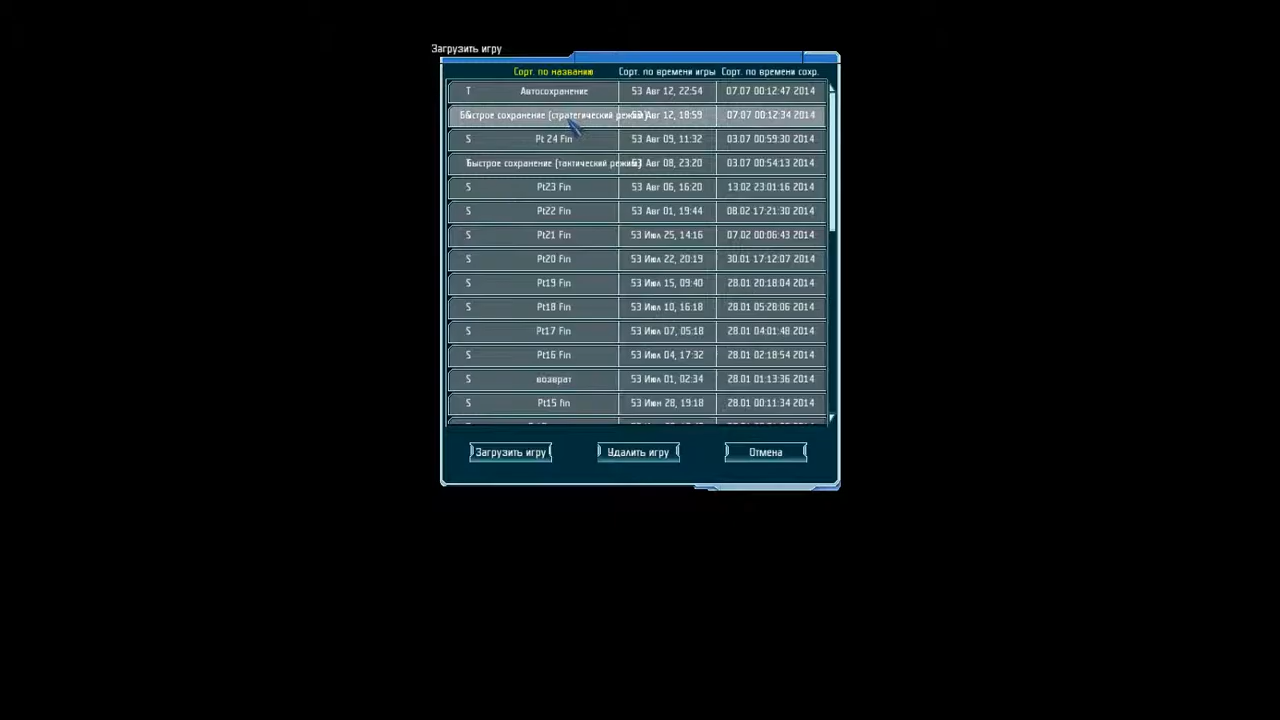 Загрузить игру
Сорт. по названию Сорт. по времени игры Сорт. по времени сохр.
T Автосохранение 53 Авг 12, 22:54 07.07 00:12:47 2014
S Быстрое сохранение (стратегический режим) 53 Авг 12, 18:59 07.07 00:12:34 2014
S Pt 24 Fin 53 Авг 09, 11:32 03.07 00:59:30 2014
T Быстрое сохранение (тактический режим) 53 Авг 08, 23:20 03.07 00:54:13 2014
S Pt23 Fin 53 Авг 06, 16:20 13.02 23:01:16 2014
S Pt22 Fin 53 Авг 01, 19:44 08.02 17:21:30 2014
S Pt21 Fin 53 Июл 25, 14:16 07.02 00:06:43 2014
S Pt20 Fin 53 Июл 22, 20:19 30.01 17:12:07 2014
S Pt19 Fin 53 Июл 15, 09:40 28.01 20:18:04 2014
S Pt18 Fin 53 Июл 10, 16:18 28.01 05:28:06 2014
S Pt17 Fin 53 Июл 07, 05:18 28.01 04:01:48 2014
S Pt16 Fin 53 Июл 04, 17:32 28.01 02:18:54 2014
S возврат 53 Июл 01, 02:34 28.01 01:13:36 2014
S Pt15 fin 53 Июн 28, 19:18 28.01 00:11:34 2014
Загрузить игру Удалить игру Отмена